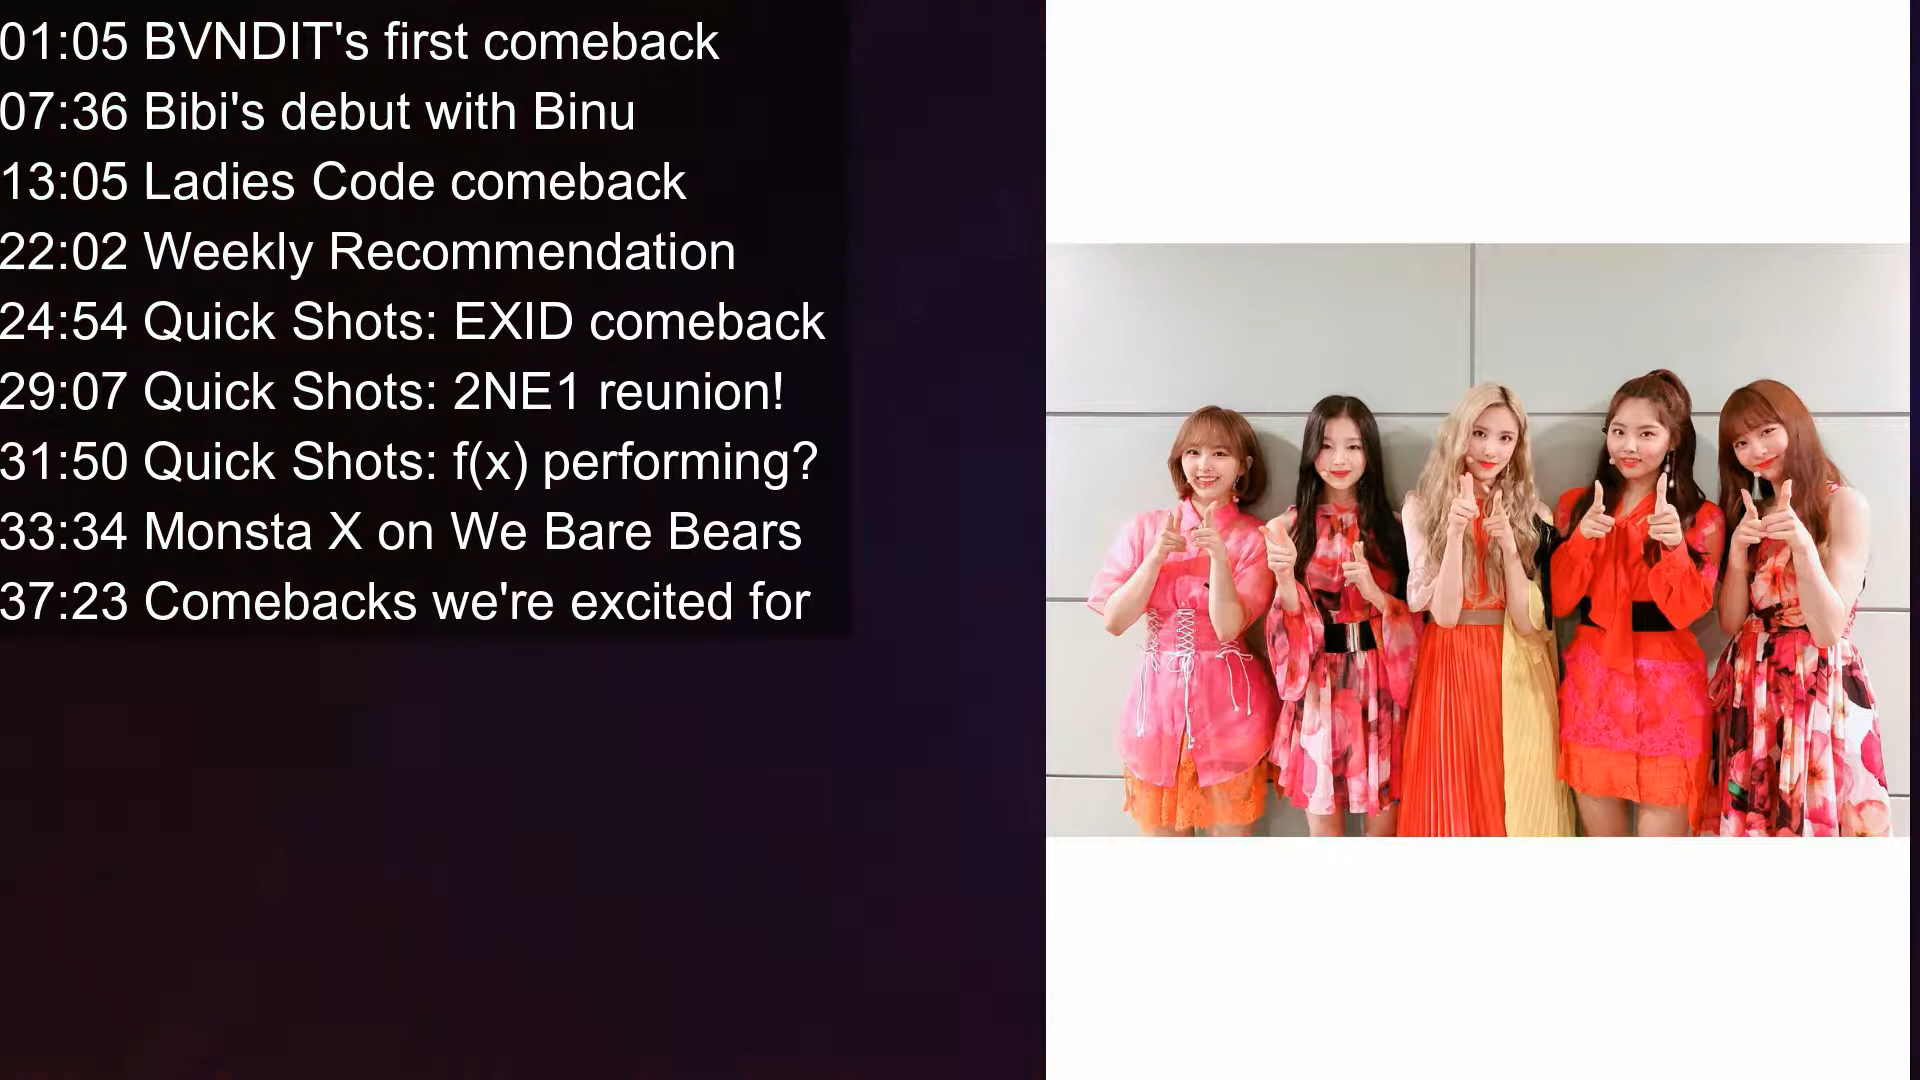 01:05 BVNDIT's first comeback
07:36 Bibi's debut with Binu
13:05 Ladies Code comeback
22:02 Weekly Recommendation
24:54 Quick Shots: EXID comeback
29:07 Quick Shots: 2NE1 reunion!
31:50 Quick Shots: f(x) performing?
33:34 Monsta X on We Bare Bears
37:23 Comebacks we're excited for